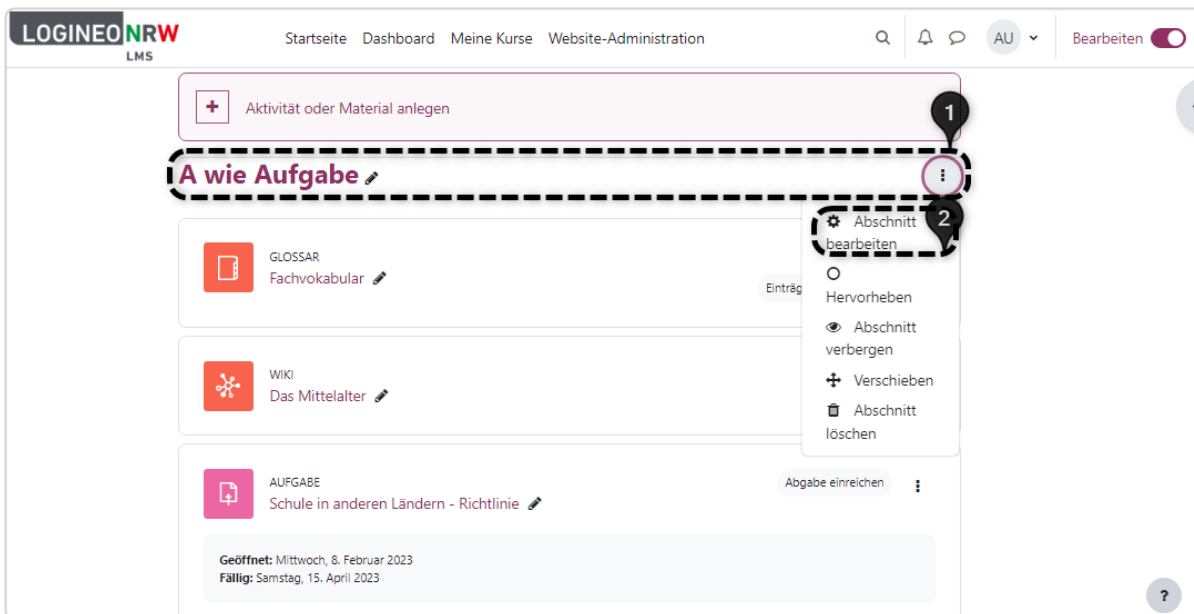 LOGINEO NRW
LMS
Startseite Dashboard Meine Kurse Website-Administration
AU
Bearbeiten
Aktivität oder Material anlegen
1
A wie Aufgabe
2
Abschnitt
bearbeiten
Hervorheben
Abschnitt
verbergen
Verschieben
Abschnitt
löschen
GLOSSAR
Fachvokabular
Einträg
WIKI
Das Mittelalter
AUFGABE
Schule in anderen Ländern - Richtlinie
Abgabe einreichen
Geöffnet: Mittwoch, 8. Februar 2023
Fällig: Samstag, 15. April 2023
?